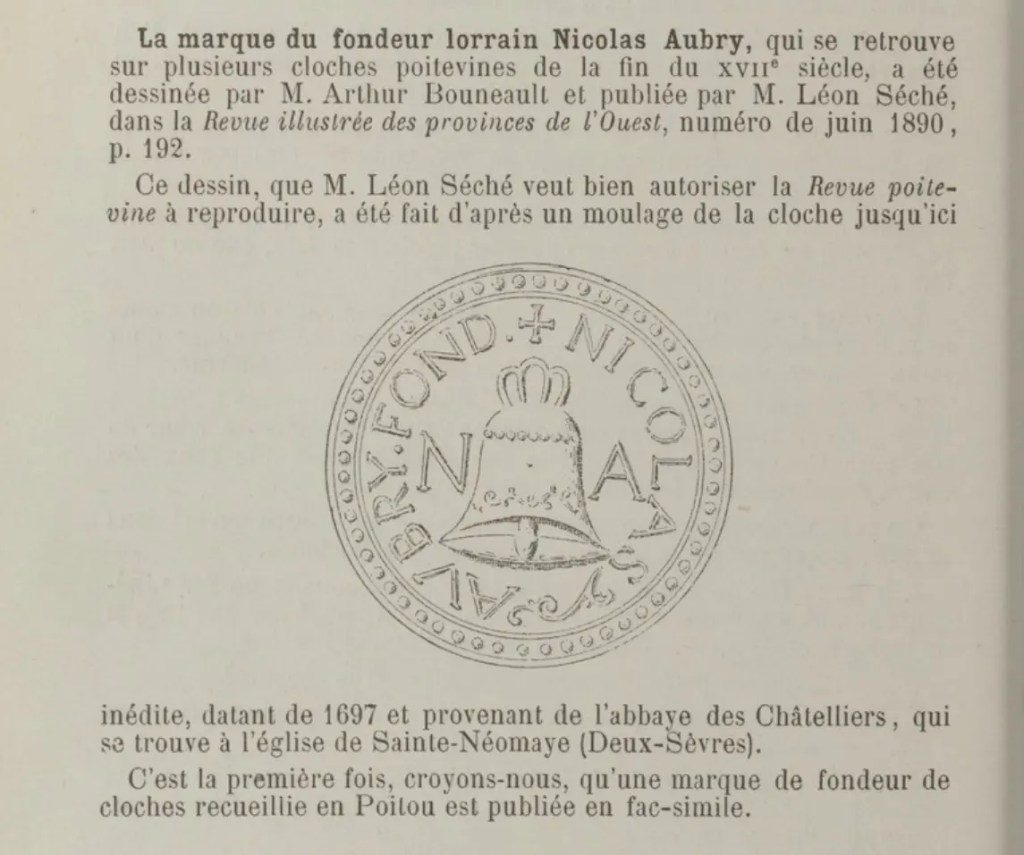 La marque du fondeur lorrain Nicolas Aubry, qui se retrouve
sur plusieurs cloches poitevines de la fin du XVIIe siècle, a été
dessinée par M. Arthur Bouneault et publiée par M. Léon Séché,
dans la Revue illustrée des provinces de l'Ouest, numéro de juin 1890,
p. 192.
Ce dessin, que M. Léon Séché veut bien autoriser la Revue poite-
vine à reproduire, a été fait d'après un moulage de la cloche jusqu'ici
+ NICOLAS AVBRY. FOND.
N A
inédite, datant de 1697 et provenant de l'abbaye des Châtelliers, qui
se trouve à l'église de Sainte-Néomaye (Deux-Sèvres).
C'est la première fois, croyons-nous, qu'une marque de fondeur de
cloches recueillie en Poitou est publiée en fac-simile.